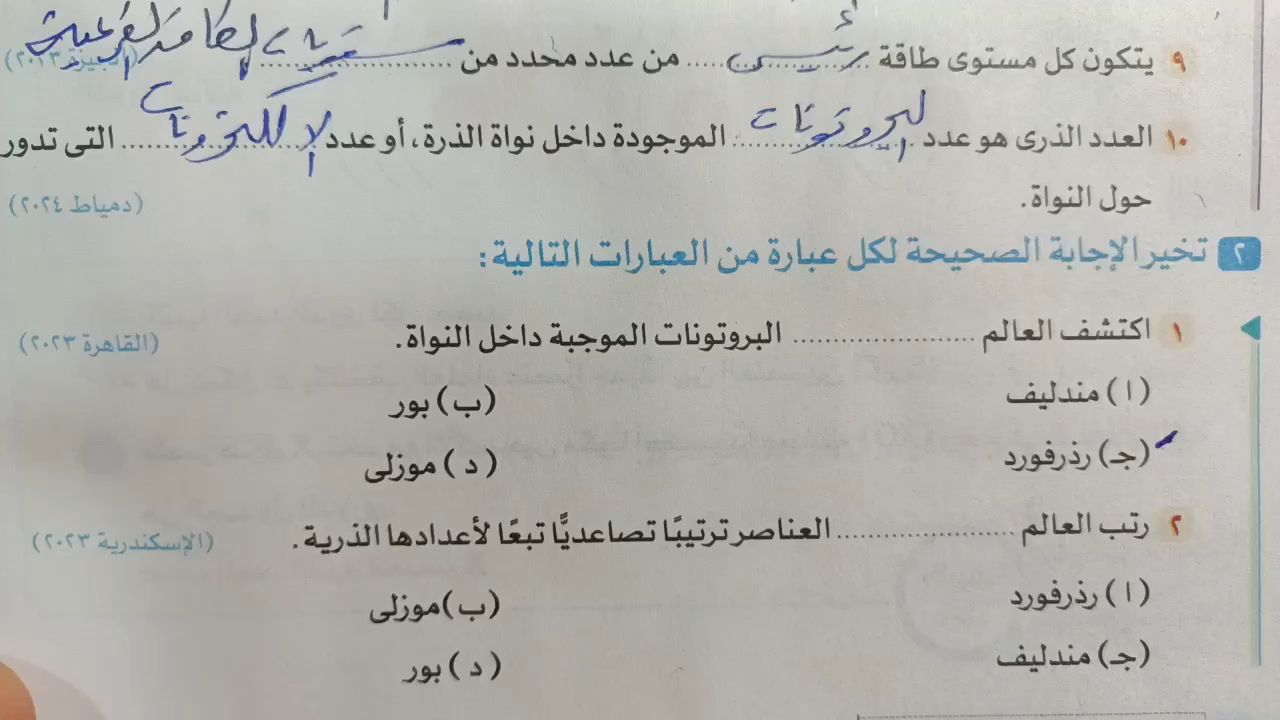 ٩ يتكون كل مستوى طاقة رئيسى من عدد محدد من مستويات الطاقة الفرعية (الجيزة ٢٠٢٣)
١٠ العدد الذرى هو عدد البروتونات الموجودة داخل نواة الذرة، أو عدد الإلكترونات التى تدور
حول النواة. (دمياط ٢٠٢٤)
٢ تخير الإجابة الصحيحة لكل عبارة من العبارات التالية:
١ اكتشف العالم ........................ البروتونات الموجبة داخل النواة. (القاهرة ٢٠٢٣)
(ا) مندليف (ب) بور
(جـ) رذرفورد (د) موزلى
٢ رتب العالم ........................ العناصر ترتيبًا تصاعديًّا تبعًا لأعدادها الذرية. (الإسكندرية ٢٠٢٣)
(ا) رذرفورد (ب) موزلى
(جـ) مندليف (د) بور